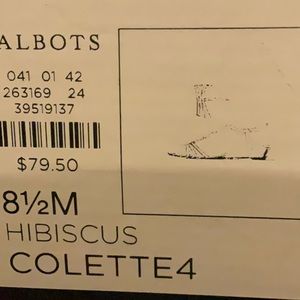 ALBOTS
041 01 42
263169 24
39519137
$79.50
8½M
HIBISCUS
COLETTE4